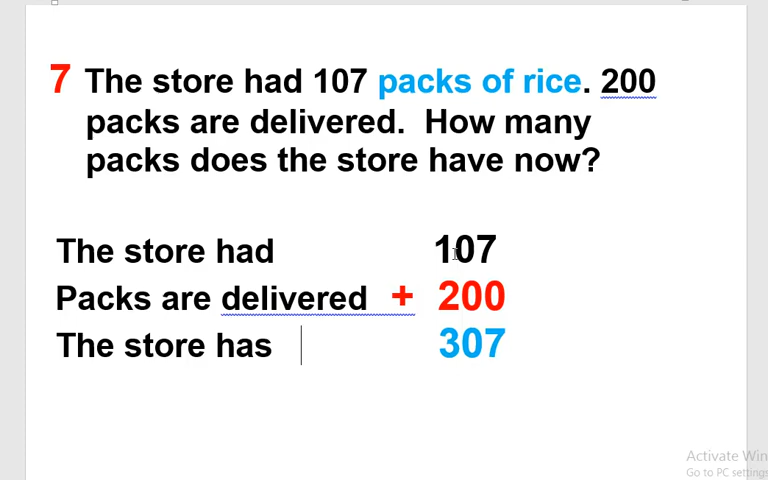 7 The store had 107 packs of rice. 200
packs are delivered. How many
packs does the store have now?
The store had 107
Packs are delivered + 200
The store has 307
Activate Win
Go to PC settings